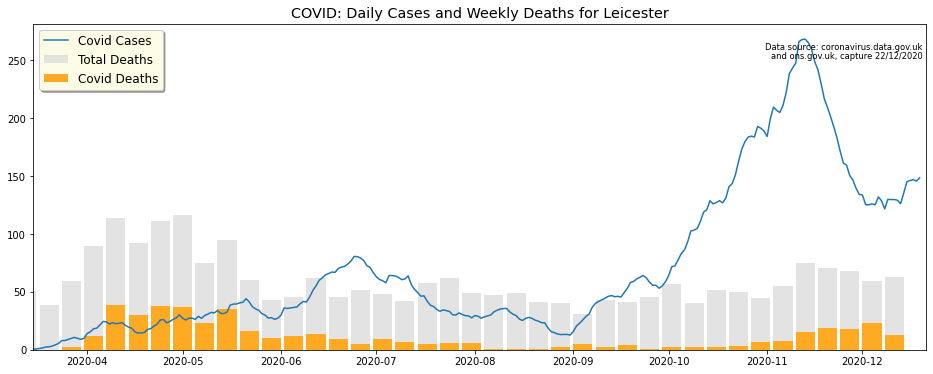 COVID: Daily Cases and Weekly Deaths for Leicester
Covid Cases
Total Deaths
Covid Deaths
Data source: coronavirus.data.gov.uk
and ons.gov.uk, capture 22/12/2020
250
200
150
100
50
0
2020-04 2020-05 2020-06 2020-07 2020-08 2020-09 2020-10 2020-11 2020-12